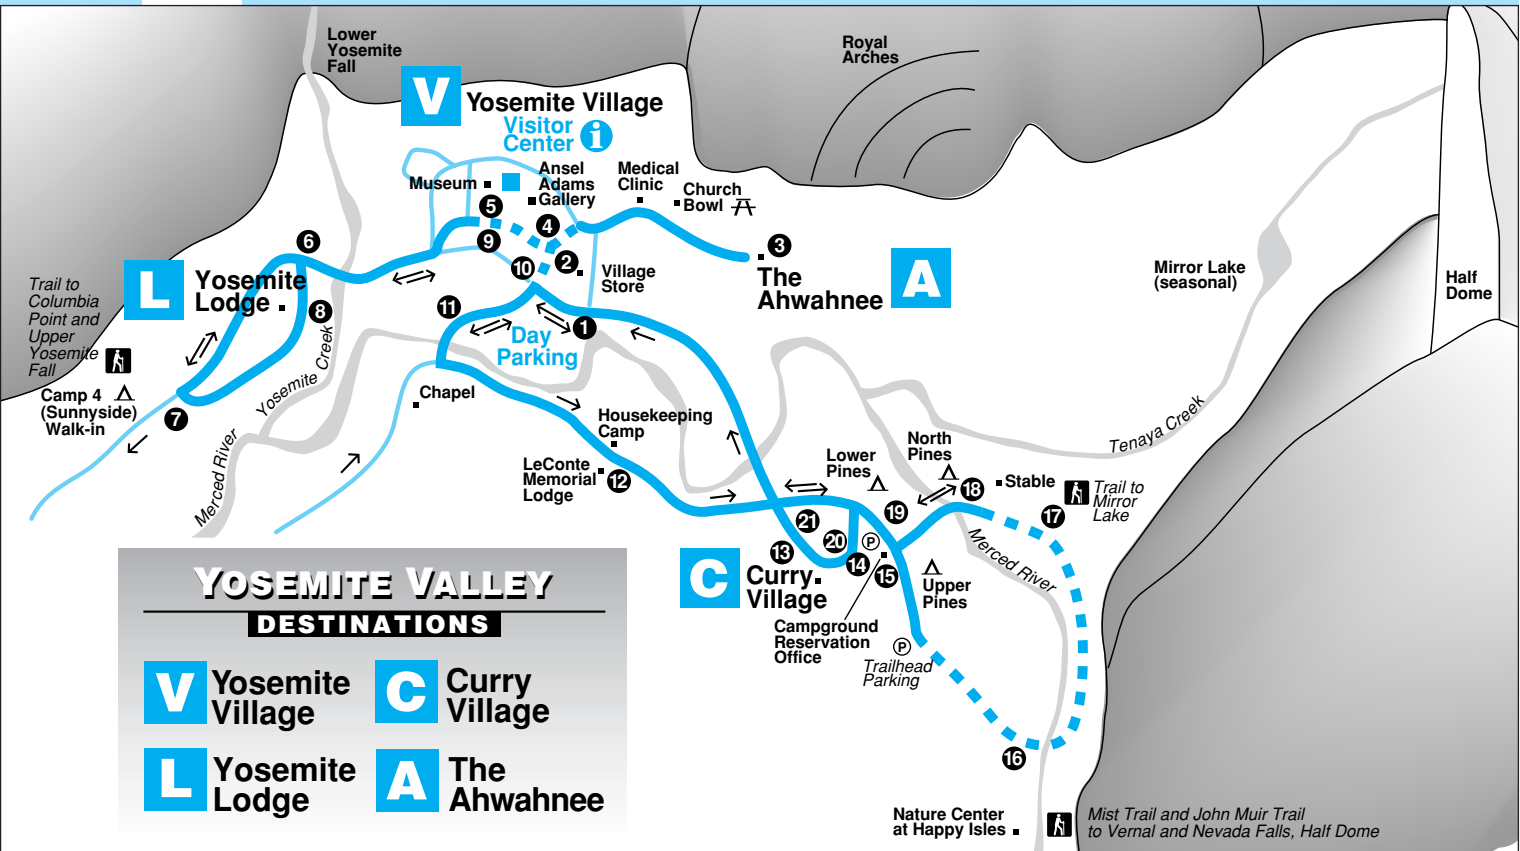 Lower
Yosemite
Fall
Royal
Arches
V
Yosemite Village
Visitor
Center i
Museum
Ansel
Adams
Gallery
Medical
Clinic
Church
Bowl
5
4
9
10
2
3
6
Village
Store
The
Ahwahnee
A
Mirror Lake
(seasonal)
Half
Dome
L
Yosemite
Lodge
Trail to
Columbia
Point and
Upper
Yosemite
Fall
8
11
1
Day
Parking
Yosemite Creek
Camp 4
(Sunnyside)
Walk-in
7
Chapel
Housekeeping
Camp
LeConte
Memorial
Lodge
12
Merced River
Tenaya Creek
North
Pines
Lower
Pines
18
Stable
17
Trail to
Mirror
Lake
19
21
20
13
14
P
15
C
Curry
Village
Merced River
Upper
Pines
Campground
Reservation
Office
P
Trailhead
Parking
16
Nature Center
at Happy Isles
Mist Trail and John Muir Trail
to Vernal and Nevada Falls, Half Dome
YOSEMITE VALLEY
DESTINATIONS
V Yosemite
Village
C Curry
Village
L Yosemite
Lodge
A The
Ahwahnee